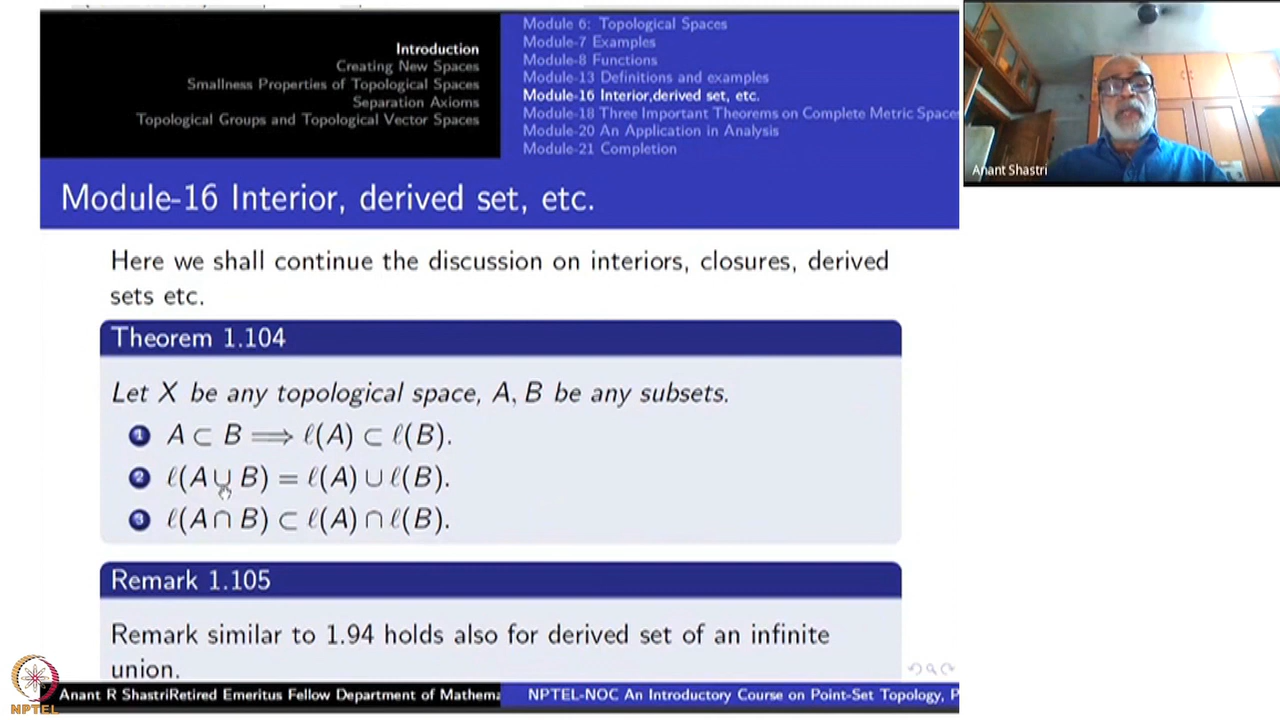 Introduction
Creating New Spaces
Smallness Properties of Topological Spaces
Separation Axioms
Topological Groups and Topological Vector Spaces
Module 6: Topological Spaces
Module-7 Examples
Module-8 Functions
Module-13 Definitions and examples
Module-16 Interior,derived set, etc.
Module-18 Three Important Theorems on Complete Metric Space
Module-20 An Application in Analysis
Module-21 Completion
Anant Shastri
Module-16 Interior, derived set, etc.
Here we shall continue the discussion on interiors, closures, derived
sets etc.
Theorem 1.104
Let X be any topological space, A, B be any subsets.
1 A ⊂ B ⟹ ℓ(A) ⊂ ℓ(B).
2 ℓ(A ∪ B) = ℓ(A) ∪ ℓ(B).
3 ℓ(A ∩ B) ⊂ ℓ(A) ∩ ℓ(B).
Remark 1.105
Remark similar to 1.94 holds also for derived set of an infinite
union.
NPTEL
Anant R ShastriRetired Emeritus Fellow Department of Mathema
NPTEL-NOC An Introductory Course on Point-Set Topology, P